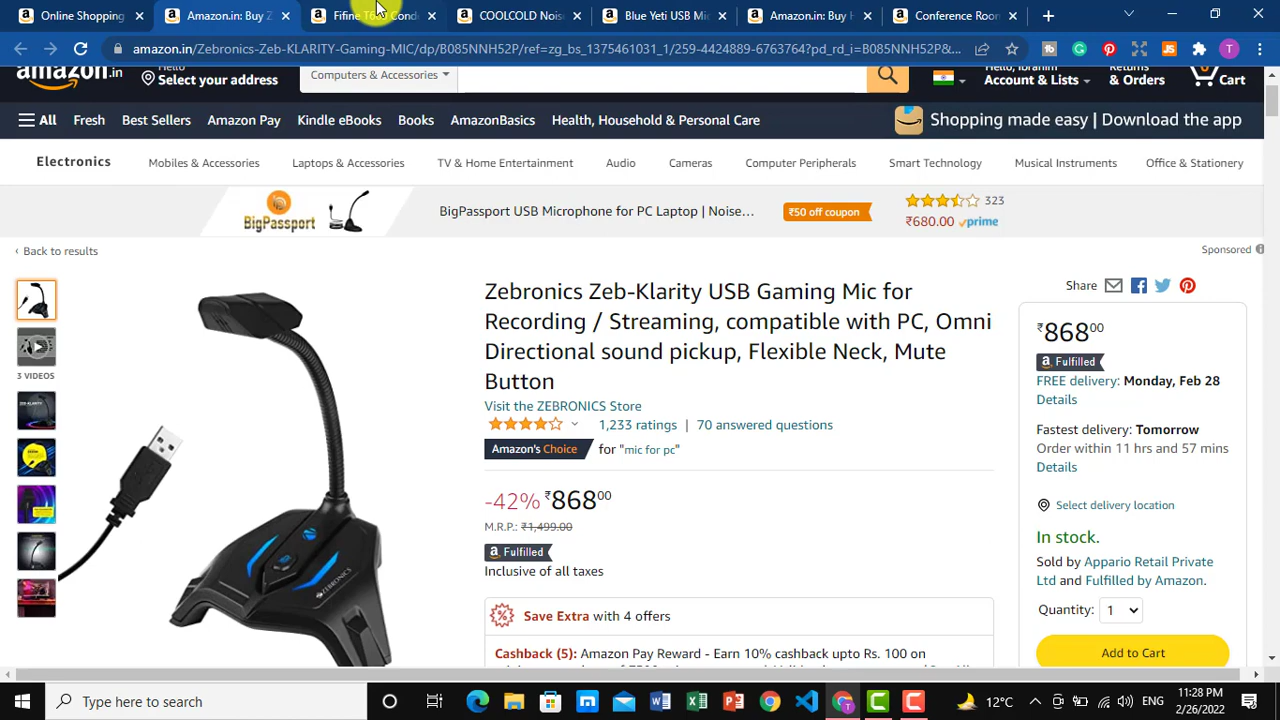 Online Shopping
Amazon.in: Buy Z
Fifine T6
COOLCOLD Nois
Blue Yeti USB Mic
Amazon.in: Buy H
Conference Roon
amazon.in/Zebronics-Zeb-KLARITY-Gaming-MIC/dp/B085NNH52P/ref=zg_bs_1375461031_1/259-4424889-6763764?pd_rd_i=B085NNH52P&...
amazon.in
Hello
Select your address
Computers & Accessories
Hello, Ibrahim
Account & Lists
Returns
& Orders
Cart
All
Fresh
Best Sellers
Amazon Pay
Kindle eBooks
Books
AmazonBasics
Health, Household & Personal Care
Shopping made easy | Download the app
Electronics
Mobiles & Accessories
Laptops & Accessories
TV & Home Entertainment
Audio
Cameras
Computer Peripherals
Smart Technology
Musical Instruments
Office & Stationery
BigPassport
BigPassport USB Microphone for PC Laptop | Noise...
₹50 off coupon
323
₹680.00 prime
‹ Back to results
Sponsored
3 VIDEOS
ZEBRONICS
Zebronics Zeb-Klarity USB Gaming Mic for
Recording / Streaming, compatible with PC, Omni
Directional sound pickup, Flexible Neck, Mute
Button
Visit the ZEBRONICS Store
1,233 ratings | 70 answered questions
Amazon's Choice for "mic for pc"
-42% ₹868⁰⁰
M.R.P.: ₹1,499.00
a Fulfilled
Inclusive of all taxes
Save Extra with 4 offers
Cashback (5): Amazon Pay Reward - Earn 10% cashback upto Rs. 100 on
Share
₹868⁰⁰
a Fulfilled
FREE delivery: Monday, Feb 28
Details
Fastest delivery: Tomorrow
Order within 11 hrs and 57 mins
Details
Select delivery location
In stock.
Sold by Appario Retail Private
Ltd and Fulfilled by Amazon.
Quantity: 1
Add to Cart
Type here to search
12°C
ENG
11:28 PM
2/26/2022